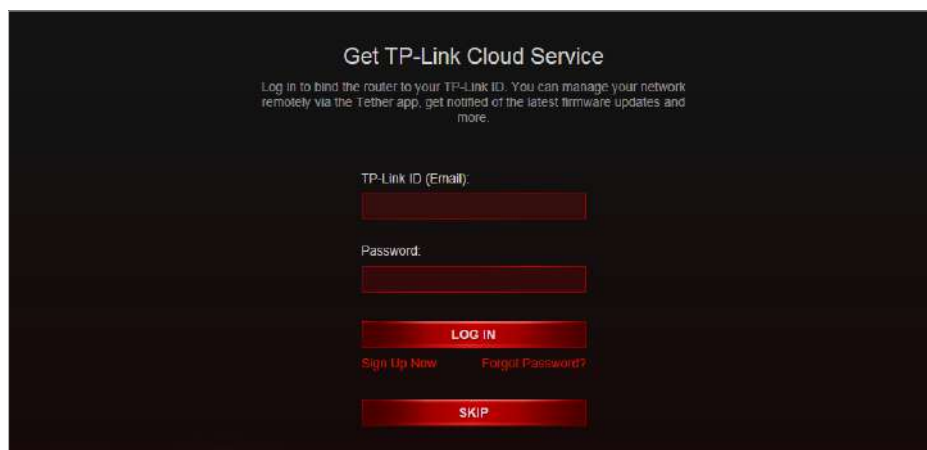 Get TP-Link Cloud Service
Log in to bind the router to your TP-Link ID. You can manage your network
remotely via the Tether app, get notified of the latest firmware updates and
more.
TP-Link ID (Email):
Password:
LOG IN
Sign Up Now Forgot Password?
SKIP